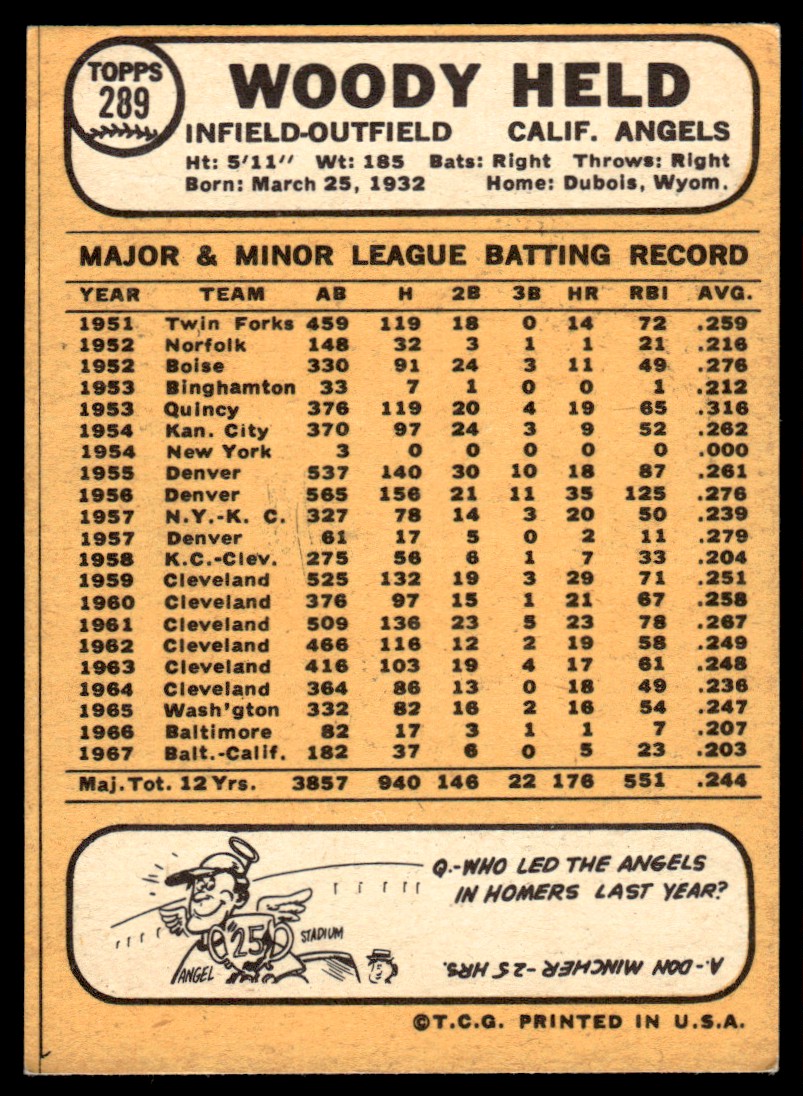 TOPPS
289
WOODY HELD
INFIELD-OUTFIELD CALIF. ANGELS
Ht: 5'11" Wt: 185 Bats: Right Throws: Right
Born: March 25, 1932 Home: Dubois, Wyom.
MAJOR & MINOR LEAGUE BATTING RECORD
YEAR TEAM AB H 2B 3B HR RBI AVG.
1951 Twin Forks 459 119 18 0 14 72 .259
1952 Norfolk 148 32 3 1 1 21 .216
1952 Boise 330 91 24 3 11 49 .276
1953 Binghamton 33 7 1 0 0 1 .212
1953 Quincy 376 119 20 4 19 65 .316
1954 Kan. City 370 97 24 3 9 52 .262
1954 New York 3 0 0 0 0 0 .000
1955 Denver 537 140 30 10 18 87 .261
1956 Denver 565 156 21 11 35 125 .276
1957 N.Y.-K. C. 327 78 14 3 20 50 .239
1957 Denver 61 17 5 0 2 11 .279
1958 K.C.-Clev. 275 56 6 1 7 33 .204
1959 Cleveland 525 132 19 3 29 71 .251
1960 Cleveland 376 97 15 1 21 67 .258
1961 Cleveland 509 136 23 5 23 78 .267
1962 Cleveland 466 116 12 2 19 58 .249
1963 Cleveland 416 103 19 4 17 61 .248
1964 Cleveland 364 86 13 0 18 49 .236
1965 Wash'gton 332 82 16 2 16 54 .247
1966 Baltimore 82 17 3 1 1 7 .207
1967 Balt.-Calif. 182 37 6 0 5 23 .203
Maj.Tot. 12 Yrs. 3857 940 146 22 176 551 .244
Q.-WHO LED THE ANGELS
IN HOMERS LAST YEAR?
"25"
ANGEL STADIUM
A.-DON MINCHER-25 HRS.
©T.C.G. PRINTED IN U.S.A.